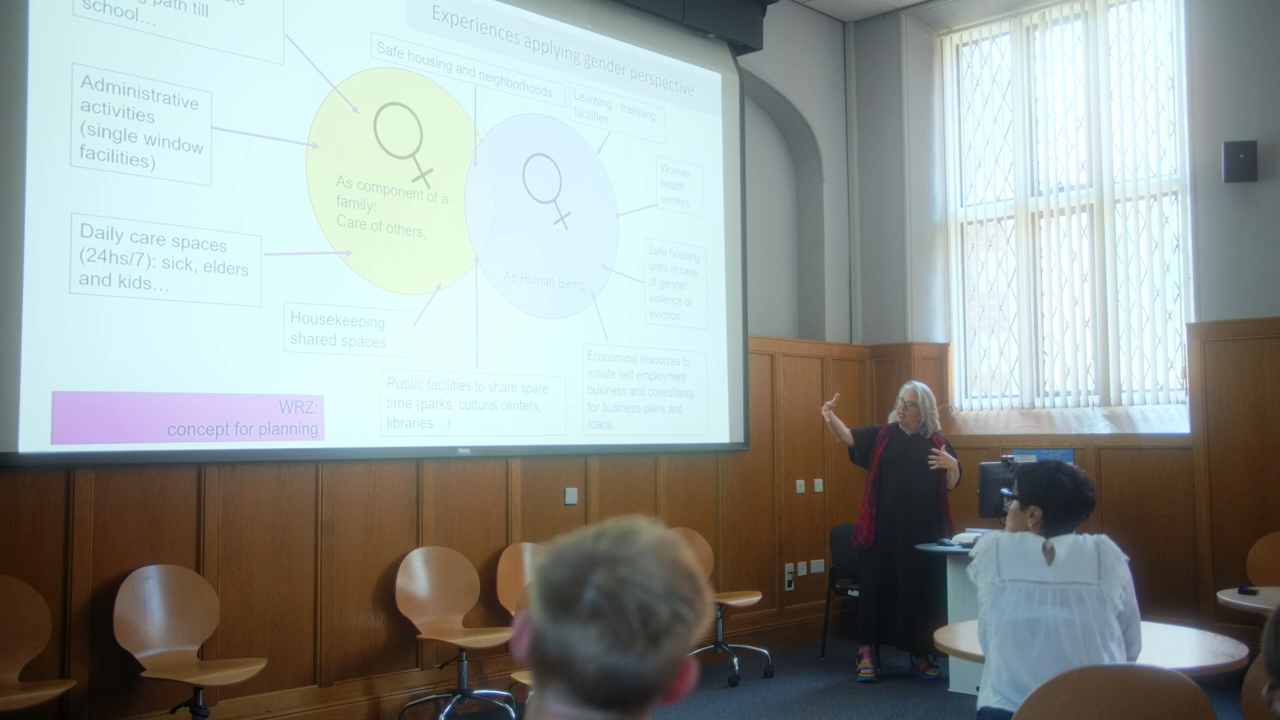 path till
school...
Experiences applying gender perspective
Safe housing and neighborhoods
Learning - trainning
facilities
Administrative
activities
(single window
facilities)
Women
health
centers
As component of a
family:
Care of others,
Daily care spaces
(24hs/7): sick, elders
and kids...
As Human Being
Safe housing
units in case
of gender
violence or
eviction
Housekeeping
shared spaces
Public facilities to share spare
time (parks, cultural centers,
libraries...)
Economical resources to
initiate self employment
business and consultancy
for business plans and
loans.
WRZ:
concept for planning